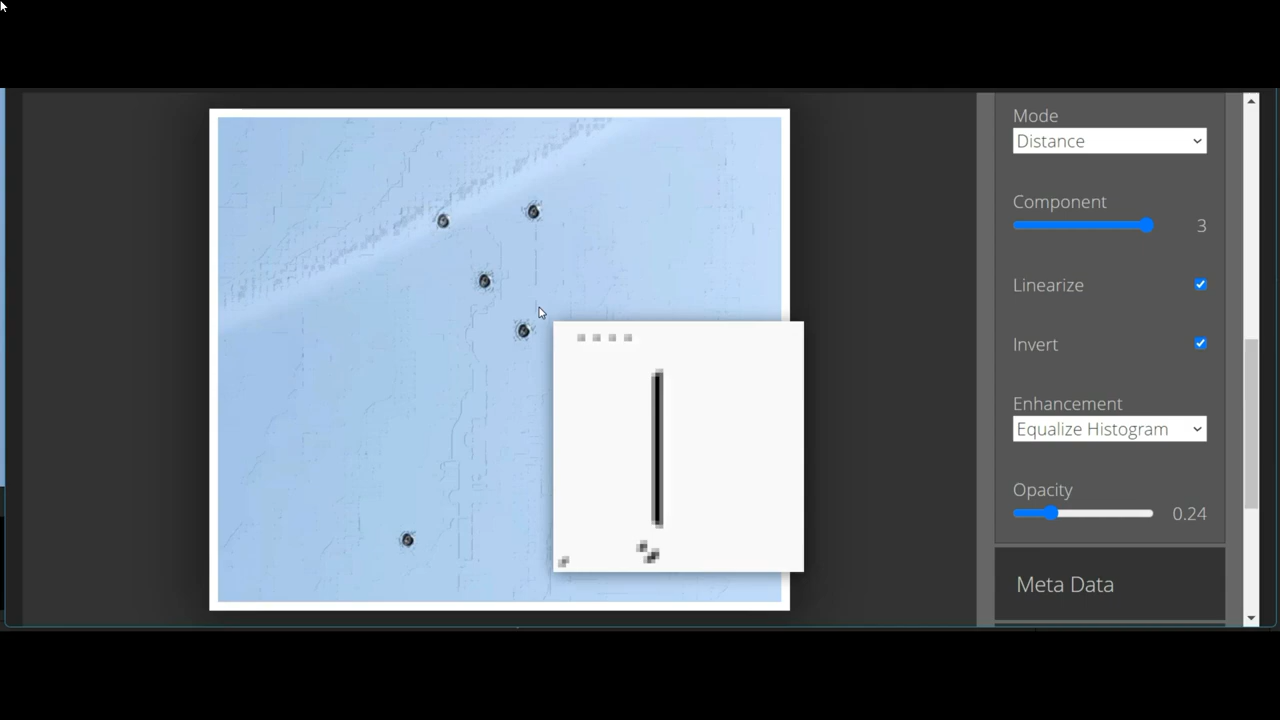 Mode
Distance
Component
3
Linearize
Invert
Enhancement
Equalize Histogram
Opacity
0.24
Meta Data